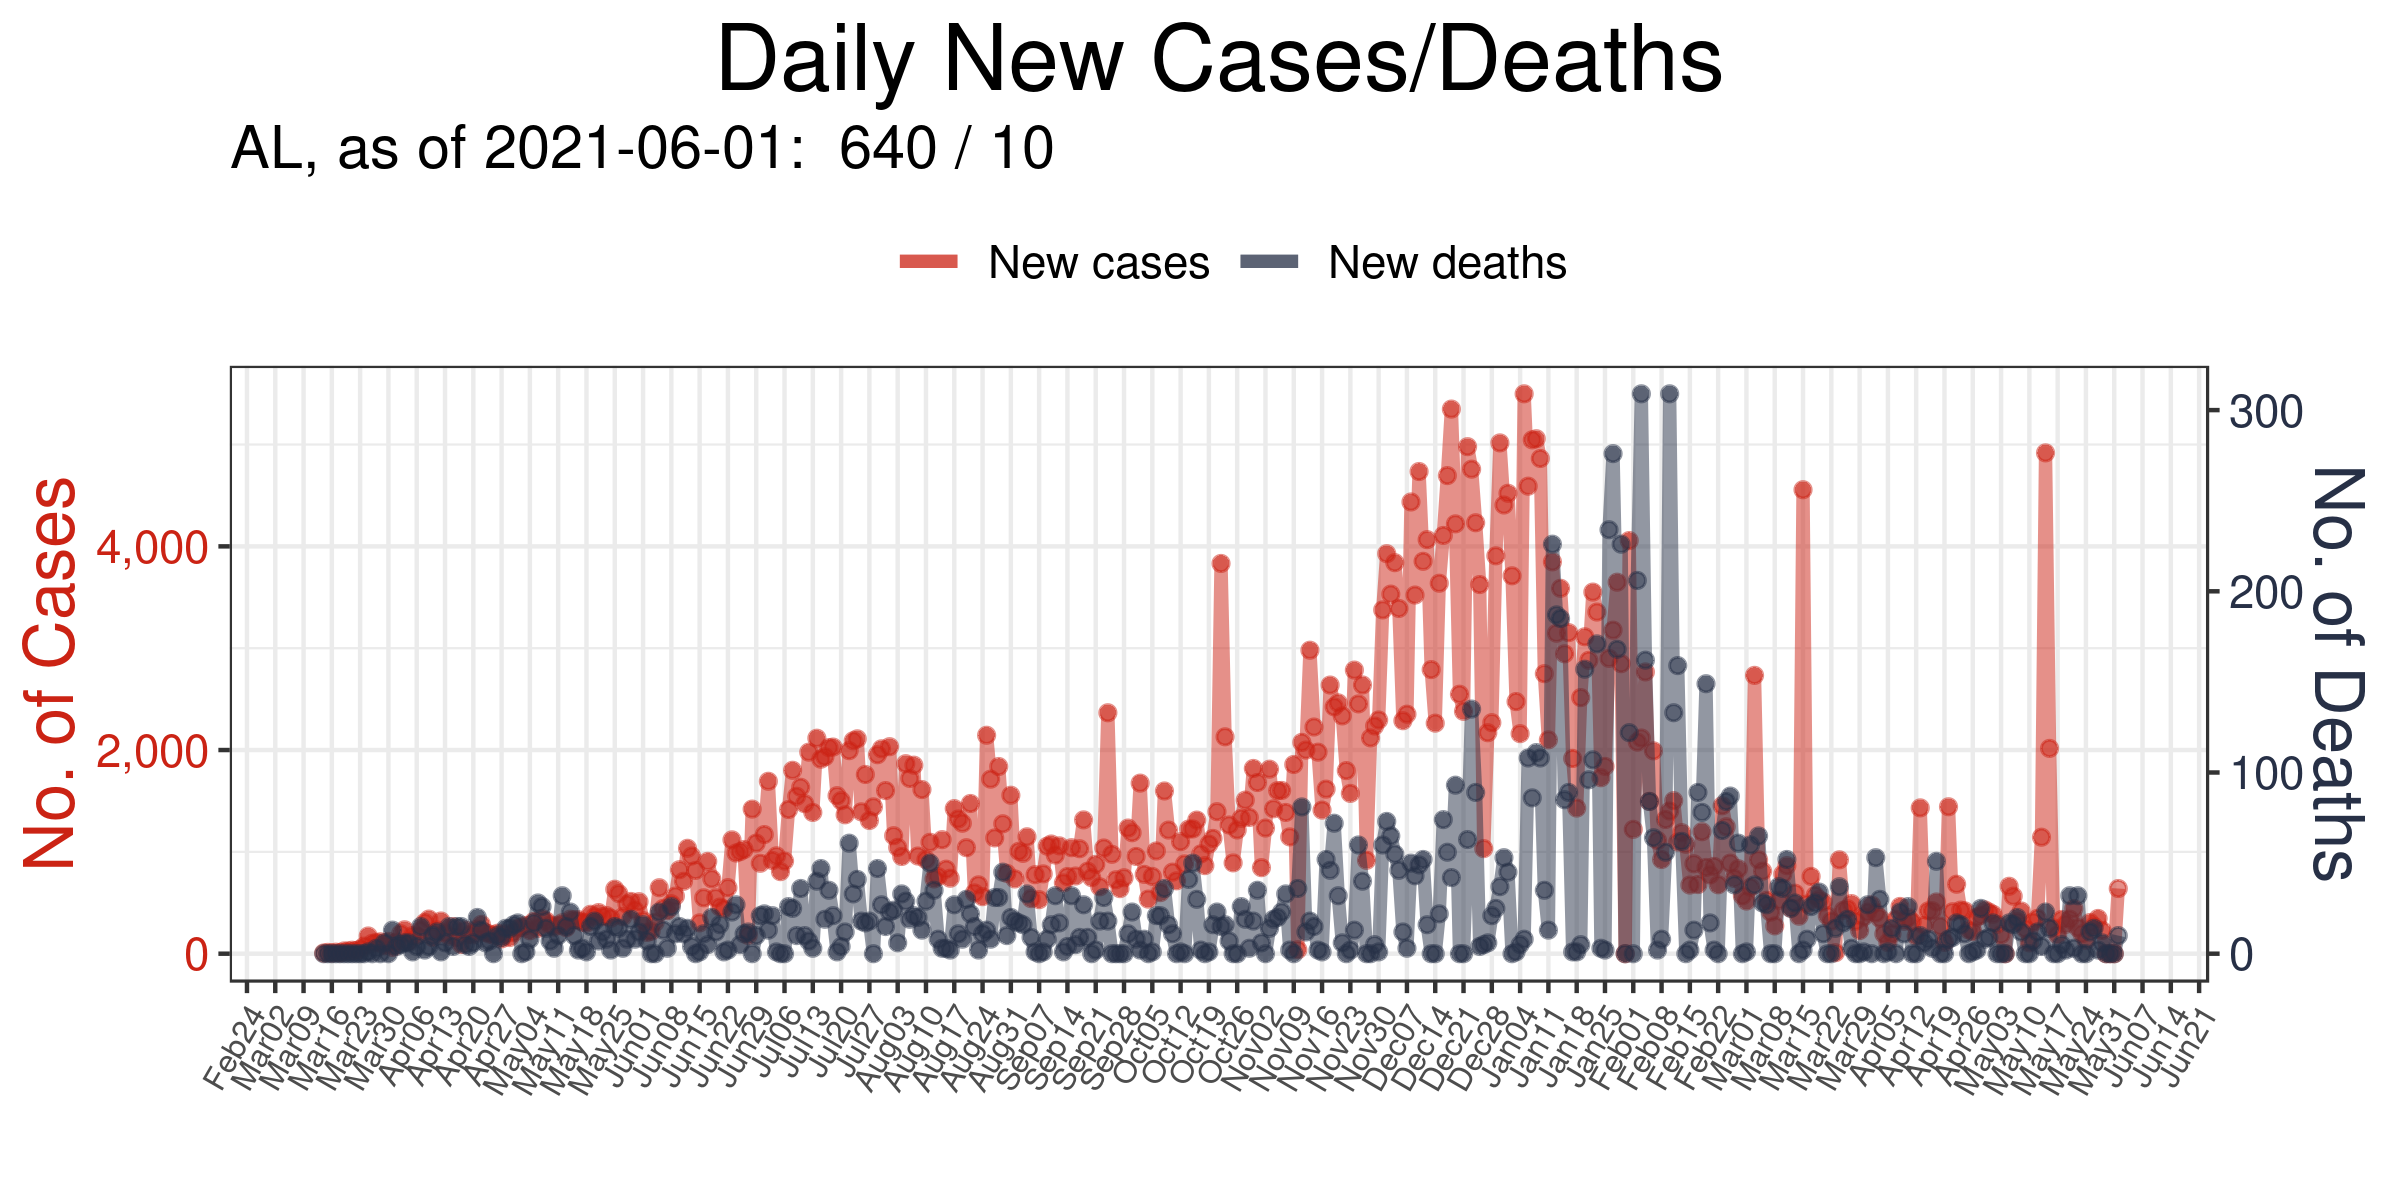 Daily New Cases/Deaths
AL, as of 2021-06-01:  640 / 10
New cases
New deaths
No. of Cases
4,000
2,000
0
300
200
100
0
No. of Deaths
Feb24
Mar02
Mar09
Mar16
Mar23
Mar30
Apr06
Apr13
Apr20
Apr27
May04
May11
May18
May25
Jun01
Jun08
Jun15
Jun22
Jun29
Jul06
Jul13
Jul20
Jul27
Aug03
Aug10
Aug17
Aug24
Aug31
Sep07
Sep14
Sep21
Sep28
Oct05
Oct12
Oct19
Oct26
Nov02
Nov09
Nov16
Nov23
Nov30
Dec07
Dec14
Dec21
Dec28
Jan04
Jan11
Jan18
Jan25
Feb01
Feb08
Feb15
Feb22
Mar01
Mar08
Mar15
Mar22
Mar29
Apr05
Apr12
Apr19
Apr26
May03
May10
May17
May24
May31
Jun07
Jun14
Jun21